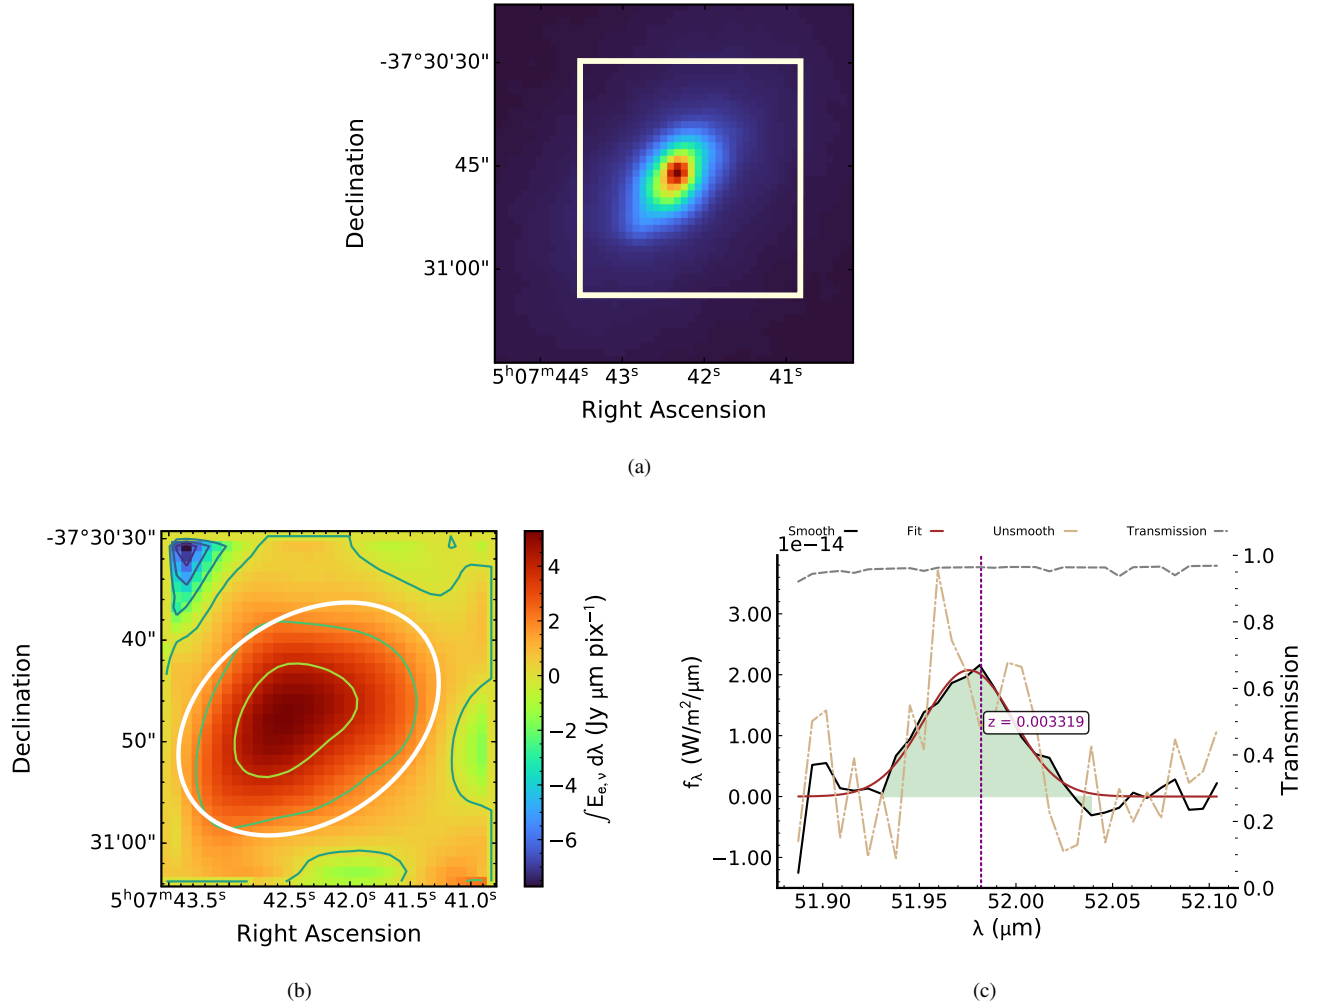 -37°30'30"
45"
31'00"
Declination
5ʰ07ᵐ44ˢ 43ˢ 42ˢ 41ˢ
Right Ascension
(a)
-37°30'30"
40"
50"
31'00"
Declination
5ʰ07ᵐ43.5ˢ 42.5ˢ 42.0ˢ 41.5ˢ 41.0ˢ
Right Ascension
4
2
0
−2
−4
−6
∫E_{e,ν} dλ (Jy μm pix⁻¹)
(b)
Smooth Fit Unsmooth Transmission
1e−14
3.00
2.00
1.00
0.00
−1.00
f_λ (W/m²/μm)
z = 0.003319
1.0
0.8
0.6
0.4
0.2
0.0
Transmission
51.90 51.95 52.00 52.05 52.10
λ (μm)
(c)